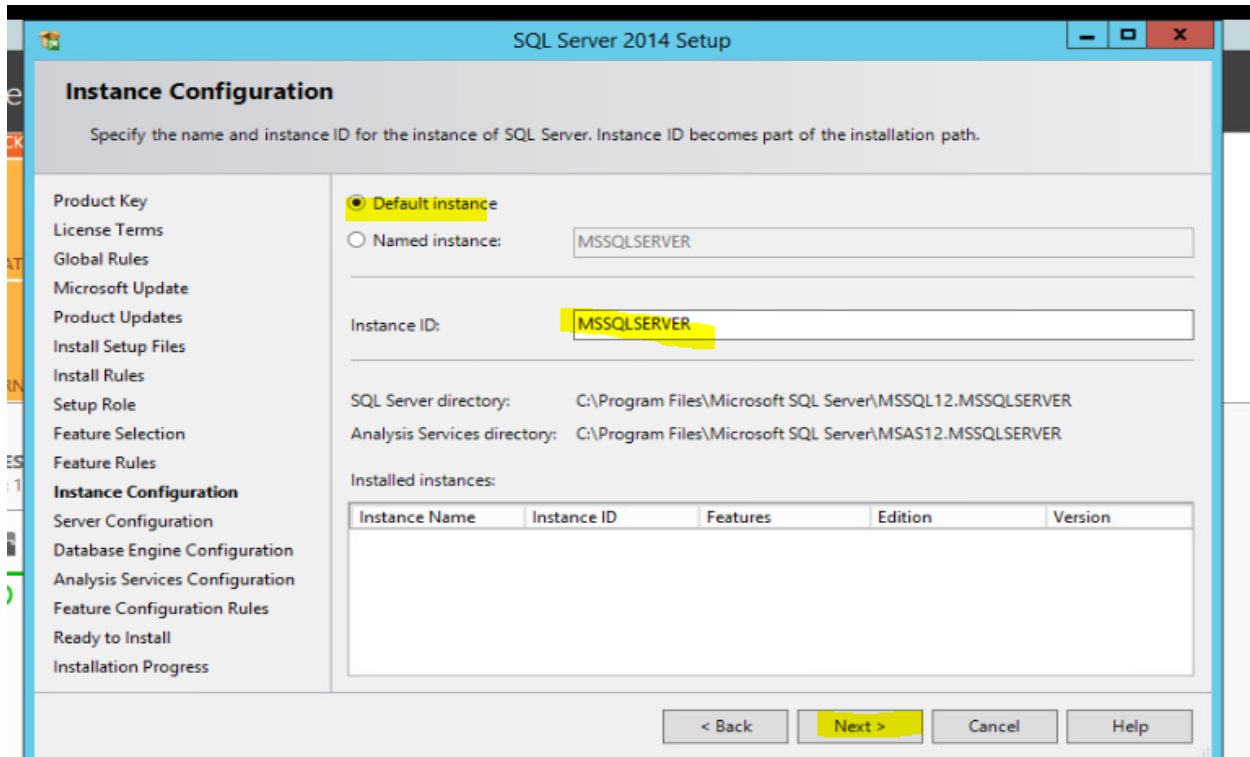 SQL Server 2014 Setup
Instance Configuration
Specify the name and instance ID for the instance of SQL Server. Instance ID becomes part of the installation path.
Product Key
License Terms
Global Rules
Microsoft Update
Product Updates
Install Setup Files
Install Rules
Setup Role
Feature Selection
Feature Rules
Instance Configuration
Server Configuration
Database Engine Configuration
Analysis Services Configuration
Feature Configuration Rules
Ready to Install
Installation Progress
Default instance
Named instance: MSSQLSERVER
Instance ID: MSSQLSERVER
SQL Server directory: C:\Program Files\Microsoft SQL Server\MSSQL12.MSSQLSERVER
Analysis Services directory: C:\Program Files\Microsoft SQL Server\MSAS12.MSSQLSERVER
Installed instances:
Instance Name Instance ID Features Edition Version
< Back Next > Cancel Help